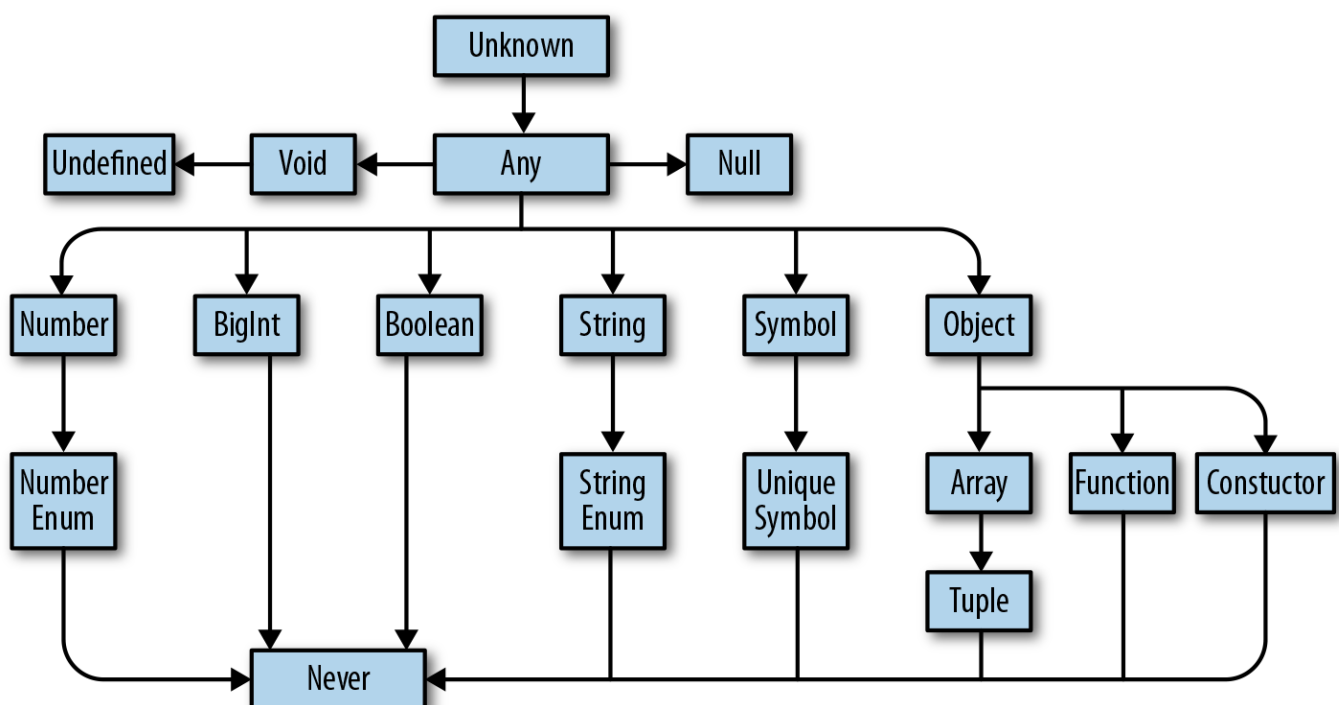 Unknown
Undefined
Void
Any
Null
Number
BigInt
Boolean
String
Symbol
Object
Number
Enum
String
Enum
Unique
Symbol
Array
Function
Constuctor
Tuple
Never